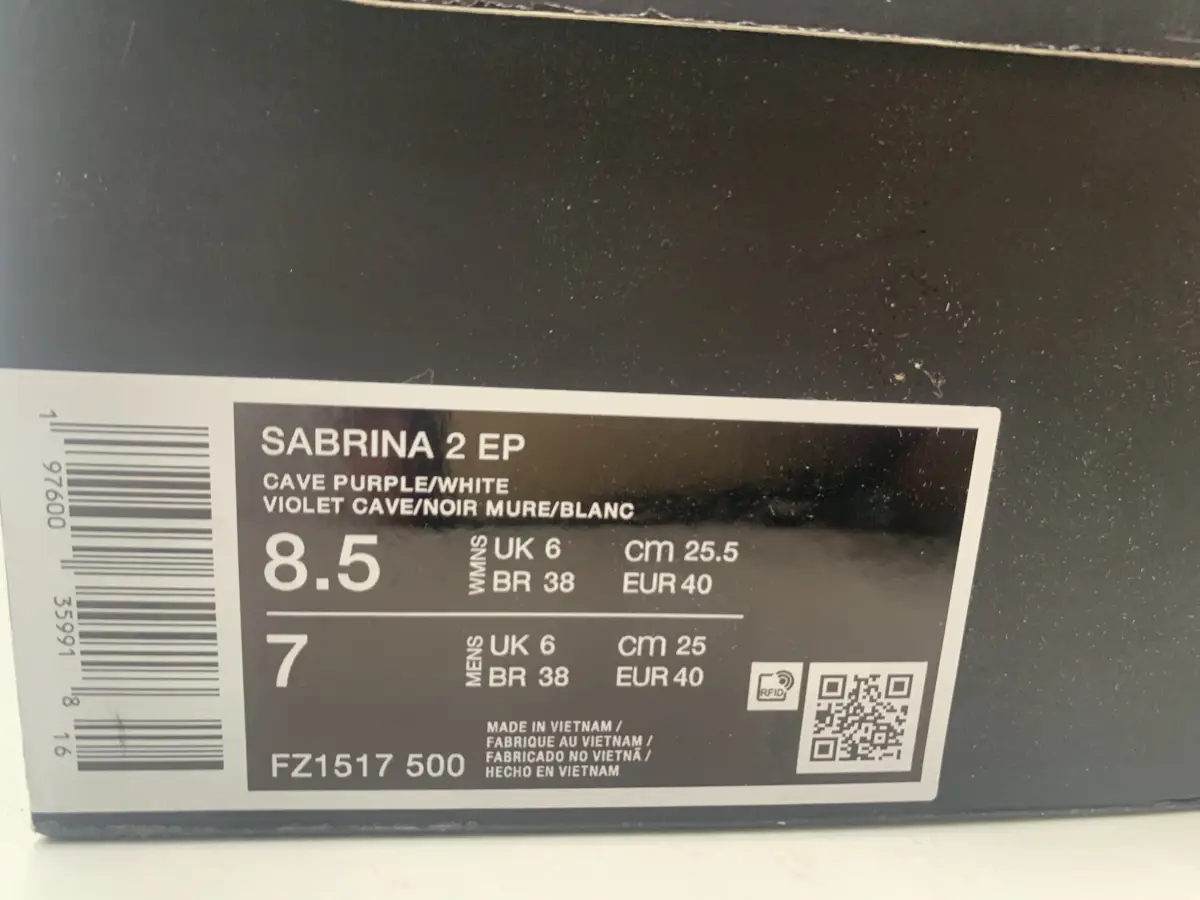 SABRINA 2 EP
CAVE PURPLE/WHITE
VIOLET CAVE/NOIR MURE/BLANC
8.5 WMNS UK 6 cm 25.5
BR 38 EUR 40
7 MENS UK 6 cm 25
BR 38 EUR 40
FZ1517 500
MADE IN VIETNAM /
FABRIQUE AU VIETNAM /
FABRICADO NO VIETNÃ /
HECHO EN VIETNAM
RFID
1 97600 35991 8 16